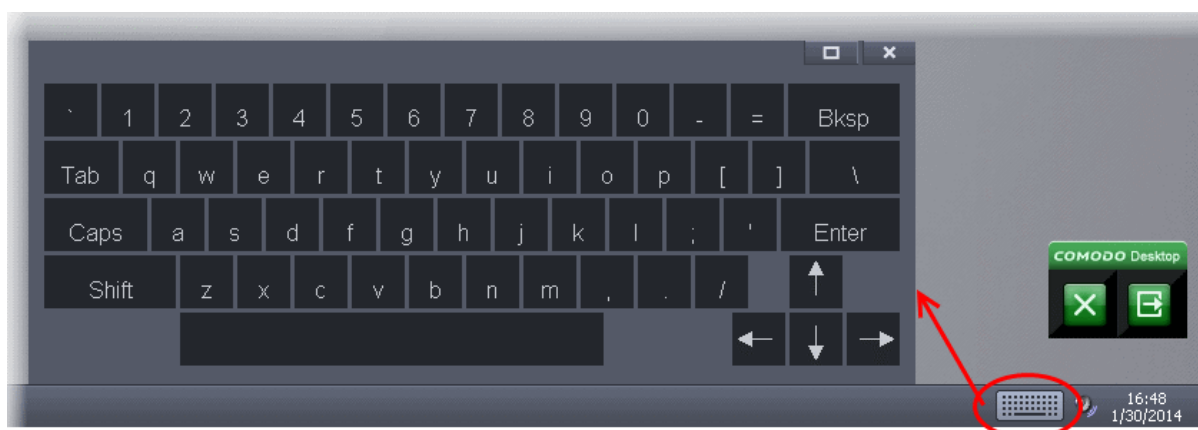 ` 1 2 3 4 5 6 7 8 9 0 - = Bksp
Tab q w e r t y u i o p [ ] \
Caps a s d f g h j k l ; ' Enter
Shift z x c v b n m , . /
COMODO Desktop
16:48
1/30/2014